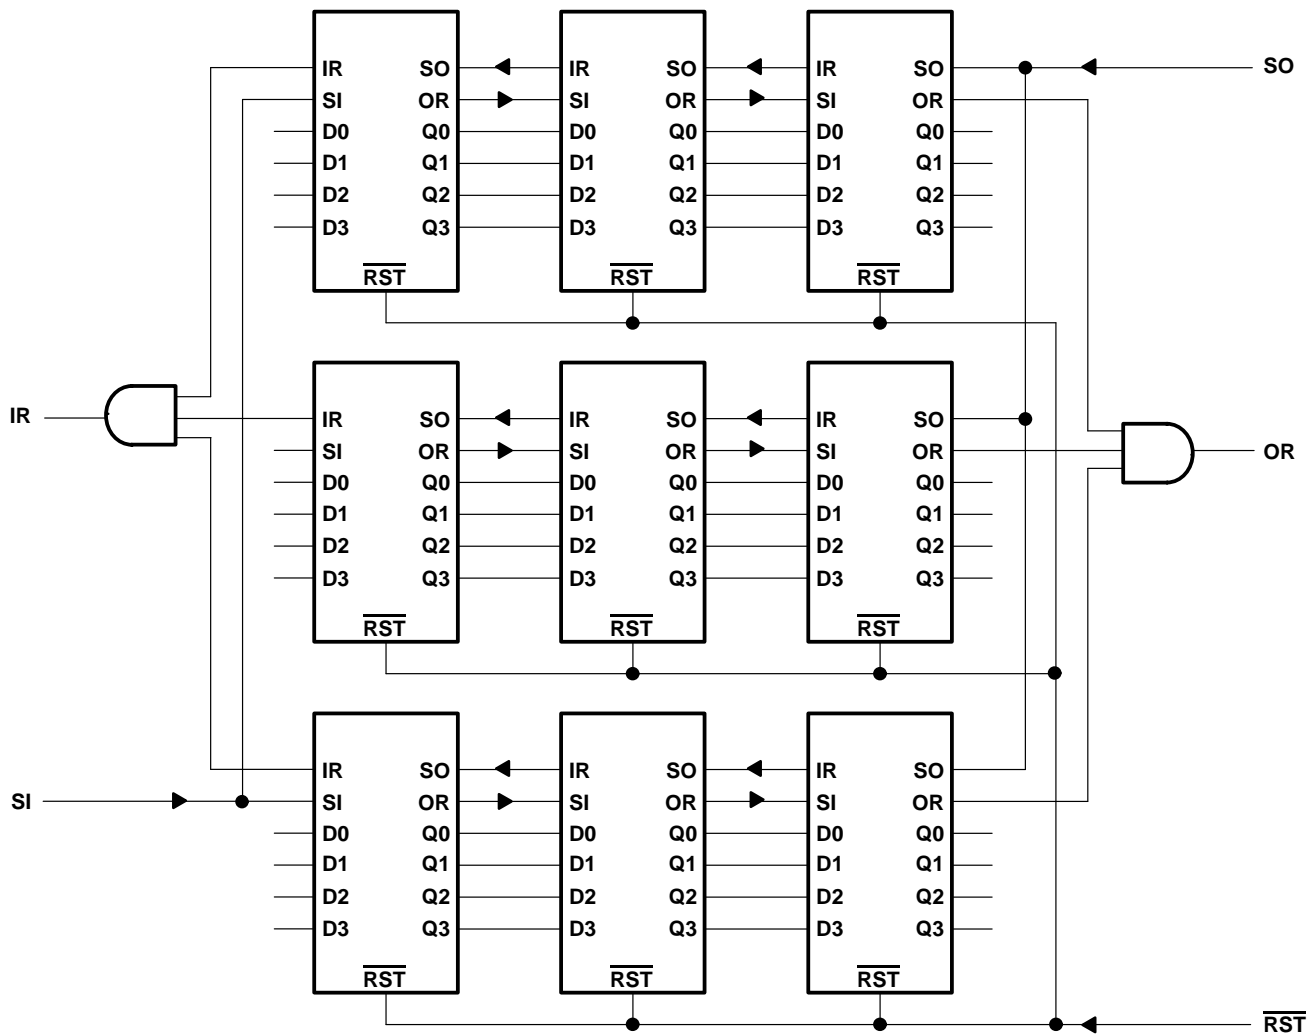 IR SO IR SO IR SO SO
SI OR SI OR SI OR
D0 Q0 D0 Q0 D0 Q0
D1 Q1 D1 Q1 D1 Q1
D2 Q2 D2 Q2 D2 Q2
D3 Q3 D3 Q3 D3 Q3
RST RST RST
IR IR SO IR SO IR SO
SI OR SI OR SI OR OR
D0 Q0 D0 Q0 D0 Q0
D1 Q1 D1 Q1 D1 Q1
D2 Q2 D2 Q2 D2 Q2
D3 Q3 D3 Q3 D3 Q3
RST RST RST
IR SO IR SO IR SO
SI SI OR SI OR SI OR
D0 Q0 D0 Q0 D0 Q0
D1 Q1 D1 Q1 D1 Q1
D2 Q2 D2 Q2 D2 Q2
D3 Q3 D3 Q3 D3 Q3
RST RST RST
RST